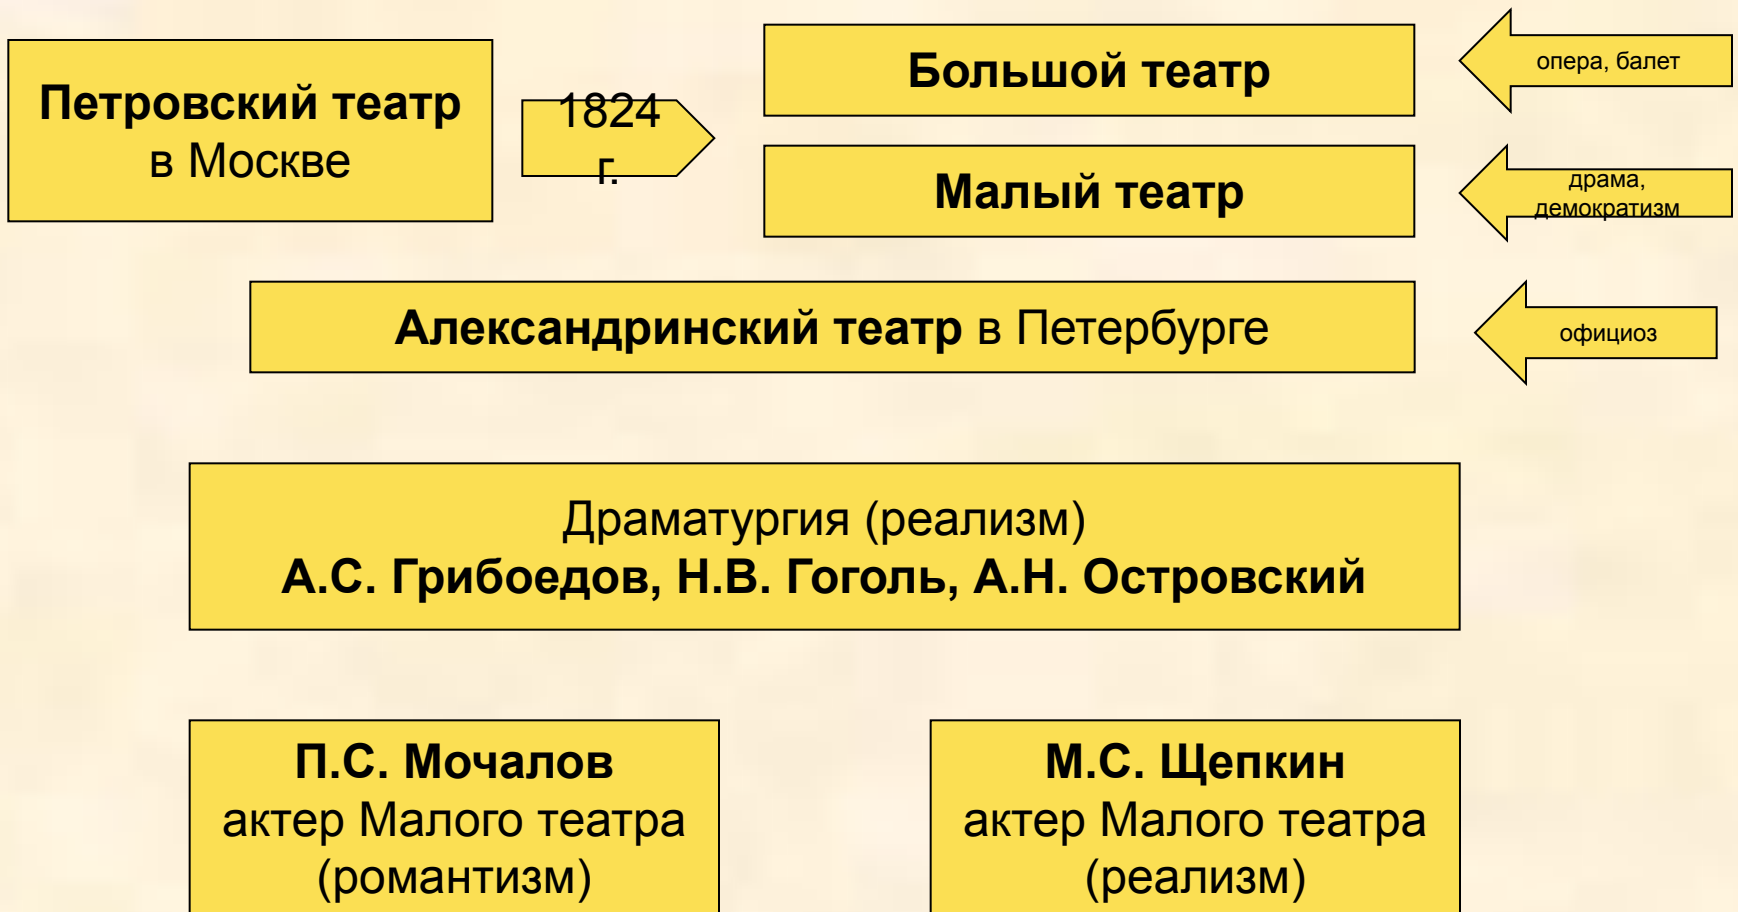 Петровский театр
в Москве
1824
г.
Большой театр
опера, балет
Малый театр
драма,
демократизм
Александринский театр в Петербурге
официоз
Драматургия (реализм)
А.С. Грибоедов, Н.В. Гоголь, А.Н. Островский
П.С. Мочалов
актер Малого театра
(романтизм)
М.С. Щепкин
актер Малого театра
(реализм)